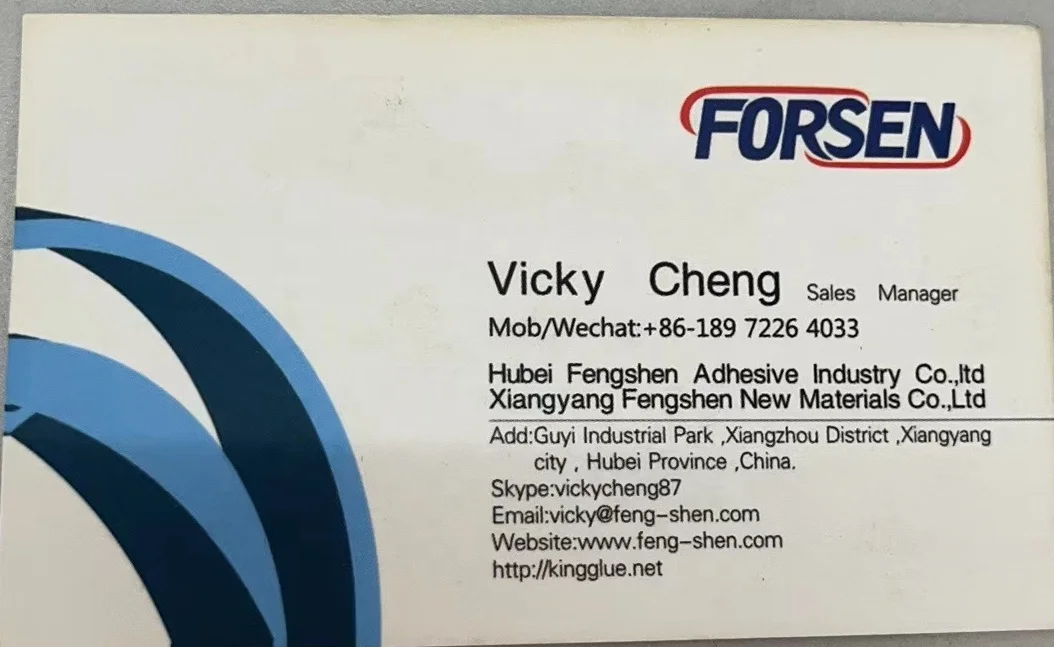 FORSEN
Vicky Cheng Sales Manager
Mob/Wechat:+86-189 7226 4033
Hubei Fengshen Adhesive Industry Co.,ltd
Xiangyang Fengshen New Materials Co.,Ltd
Add:Guyi Industrial Park ,Xiangzhou District ,Xiangyang
city , Hubei Province ,China.
Skype:vickycheng87
Email:vicky@feng-shen.com
Website:www.feng-shen.com
http://kingglue.net